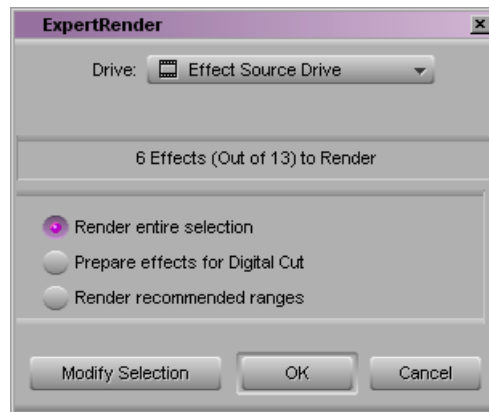 ExpertRender
Drive: Effect Source Drive
6 Effects (Out of 13) to Render
Render entire selection
Prepare effects for Digital Cut
Render recommended ranges
Modify Selection OK Cancel